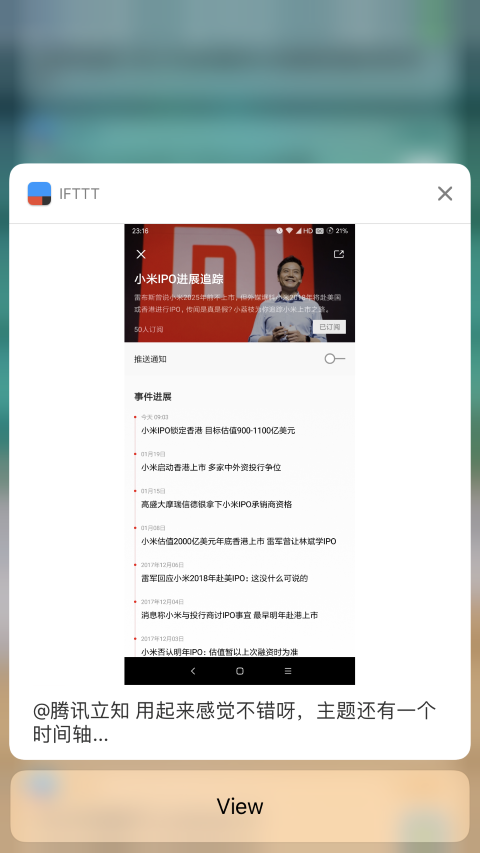 IFTTT
23:16
HD
21%
小米IPO进展追踪
雷布斯曾说小米2025年前不上市，但外媒爆料小米2018年将赴美国
或香港进行IPO，传闻是真是假？小荔枝为你追踪小米上市之路。
50人订阅
已订阅
推送通知
事件进展
今天 09:03
小米IPO锁定香港 目标估值900-1100亿美元
01月19日
小米启动香港上市 多家中外资投行争位
01月15日
高盛大摩瑞信德银拿下小米IPO承销商资格
01月08日
小米估值2000亿美元年底香港上市 雷军曾让林斌学IPO
2017年12月06日
雷军回应小米2018年赴美IPO：这没什么可说的
2017年12月04日
消息称小米与投行商讨IPO事宜 最早明年赴港上市
2017年12月03日
小米否认明年IPO：估值暂以上次融资时为准
@腾讯立知 用起来感觉不错呀，主题还有一个
时间轴...
View